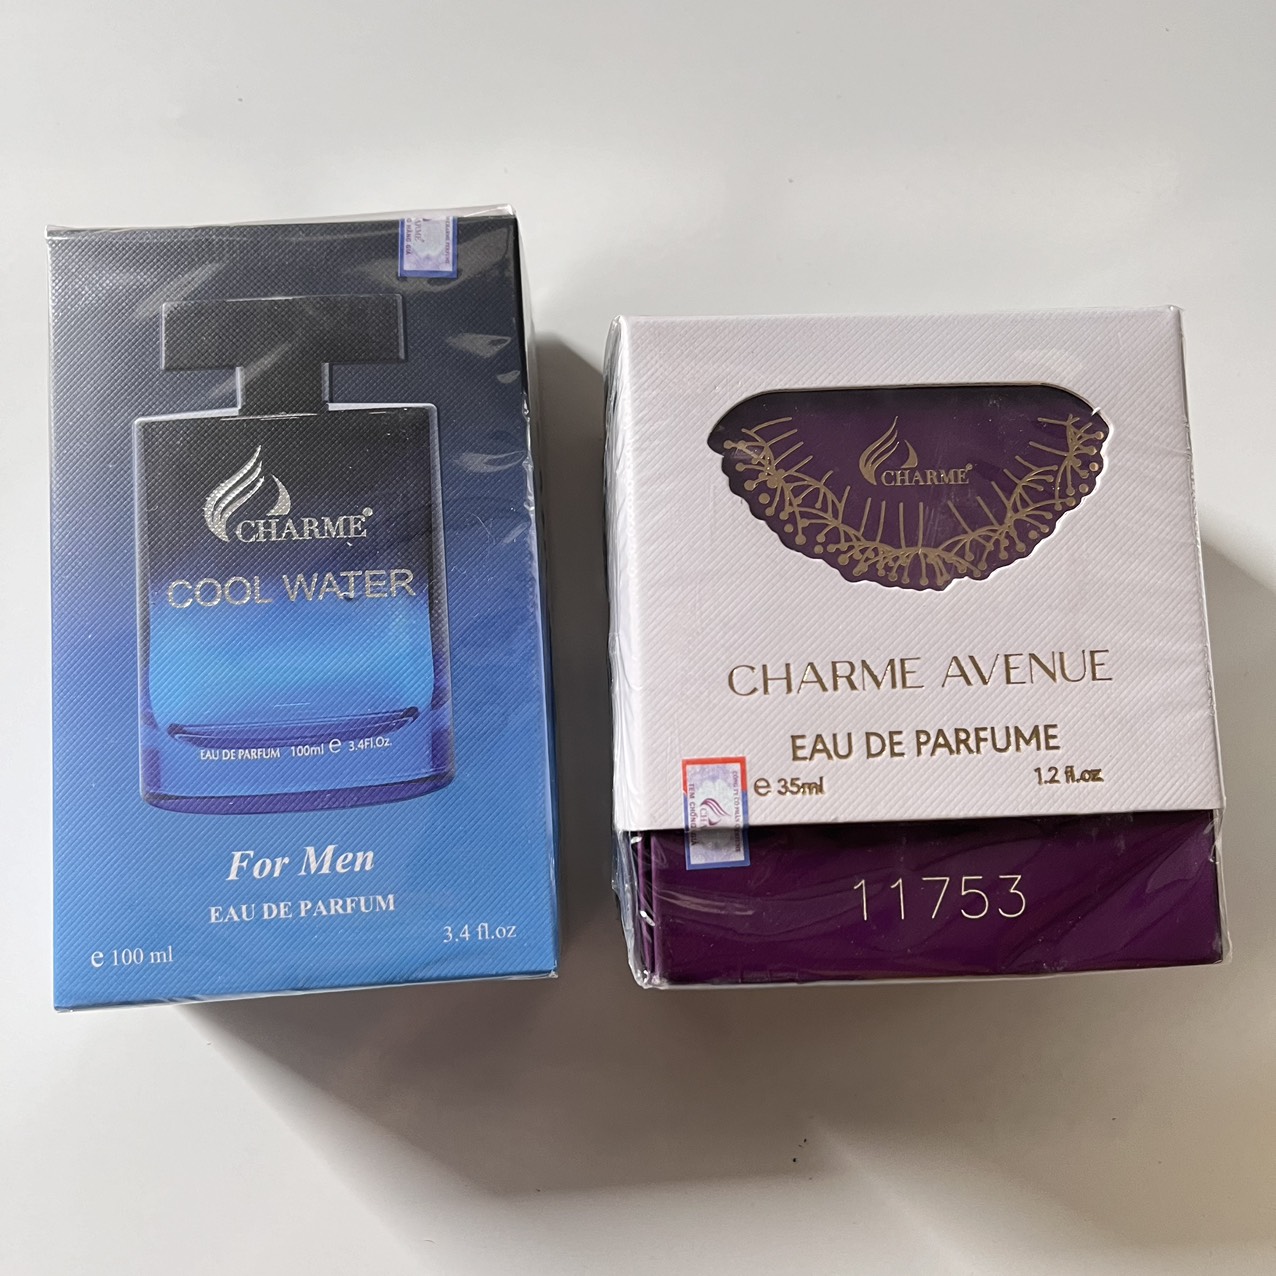 CHARME
COOL WATER
EAU DE PARFUM 100ml e 3.4Fl.Oz.
For Men
EAU DE PARFUM
e 100 ml
3.4 fl.oz
CHARME
CHARME AVENUE
EAU DE PARFUME
e 35ml
1.2 fl.oz
11753